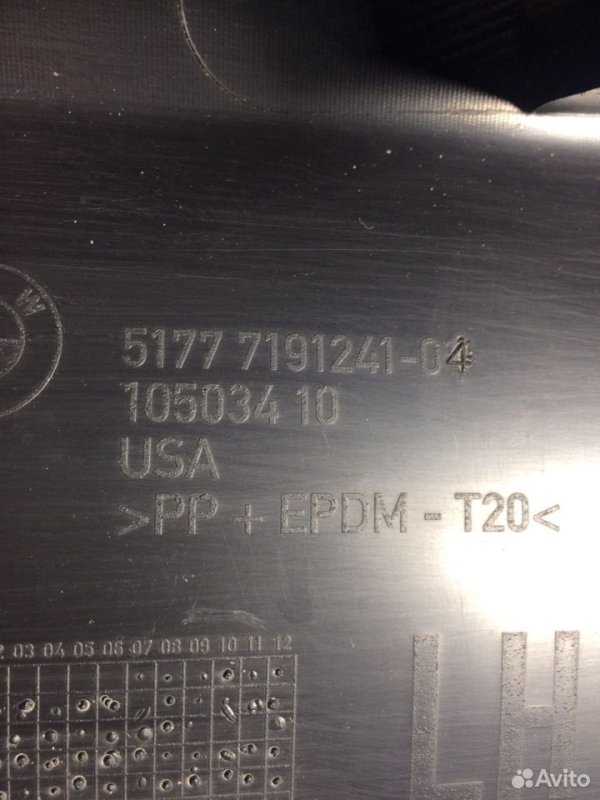 5177 7191241-04
105034 10
USA
>PP + EPDM - T20<
03 04 05 06 07 08 09 10 11 12
LH
Avito